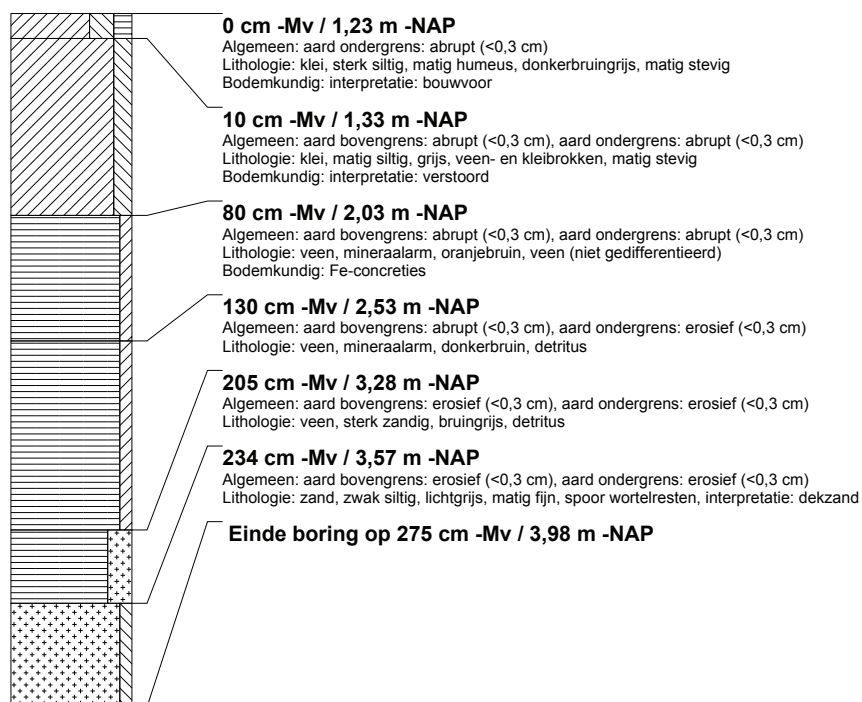 0 cm -Mv / 1,23 m -NAP
Algemeen: aard ondergrens: abrupt (<0,3 cm)
Lithologie: klei, sterk siltig, matig humeus, donkerbruingrijs, matig stevig
Bodemkundig: interpretatie: bouwvoor
10 cm -Mv / 1,33 m -NAP
Algemeen: aard bovengrens: abrupt (<0,3 cm), aard ondergrens: abrupt (<0,3 cm)
Lithologie: klei, matig siltig, grijs, veen- en kleibrokken, matig stevig
Bodemkundig: interpretatie: verstoord
80 cm -Mv / 2,03 m -NAP
Algemeen: aard bovengrens: abrupt (<0,3 cm), aard ondergrens: abrupt (<0,3 cm)
Lithologie: veen, mineraalarm, oranjebruin, veen (niet gedifferentieerd)
Bodemkundig: Fe-concreties
130 cm -Mv / 2,53 m -NAP
Algemeen: aard bovengrens: abrupt (<0,3 cm), aard ondergrens: erosief (<0,3 cm)
Lithologie: veen, mineraalarm, donkerbruin, detritus
205 cm -Mv / 3,28 m -NAP
Algemeen: aard bovengrens: erosief (<0,3 cm), aard ondergrens: erosief (<0,3 cm)
Lithologie: veen, sterk zandig, bruingrijs, detritus
234 cm -Mv / 3,57 m -NAP
Algemeen: aard bovengrens: erosief (<0,3 cm), aard ondergrens: erosief (<0,3 cm)
Lithologie: zand, zwak siltig, lichtgrijs, matig fijn, spoor wortelresten, interpretatie: dekzand
Einde boring op 275 cm -Mv / 3,98 m -NAP